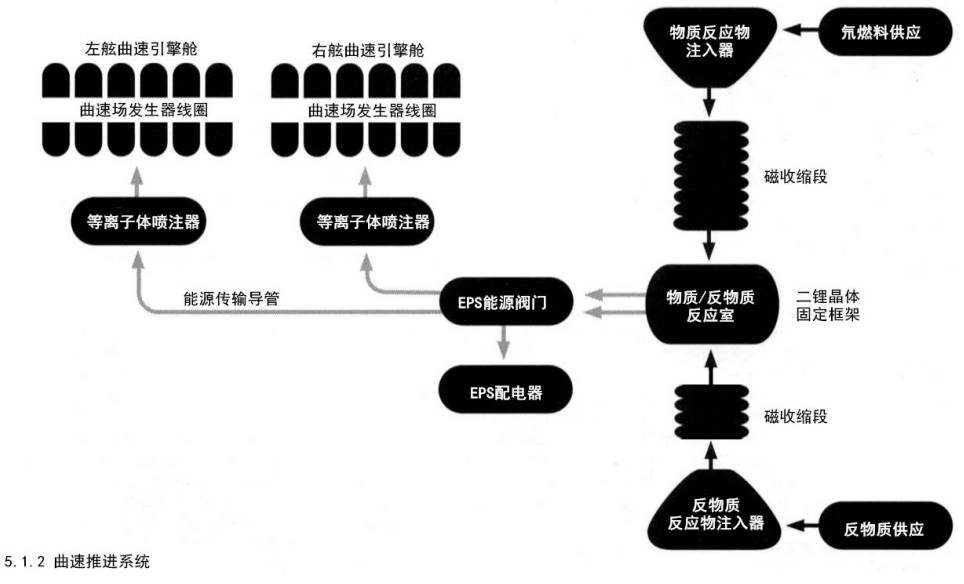 物质反应物
注入器
氘燃料供应
左舷曲速引擎舱
右舷曲速引擎舱
曲速场发生器线圈
曲速场发生器线圈
磁收缩段
等离子体喷注器
等离子体喷注器
能源传输导管
EPS能源阀门
物质/反物质
反应室
二锂晶体
固定框架
EPS配电器
磁收缩段
反物质
反应物注入器
反物质供应
5.1.2 曲速推进系统